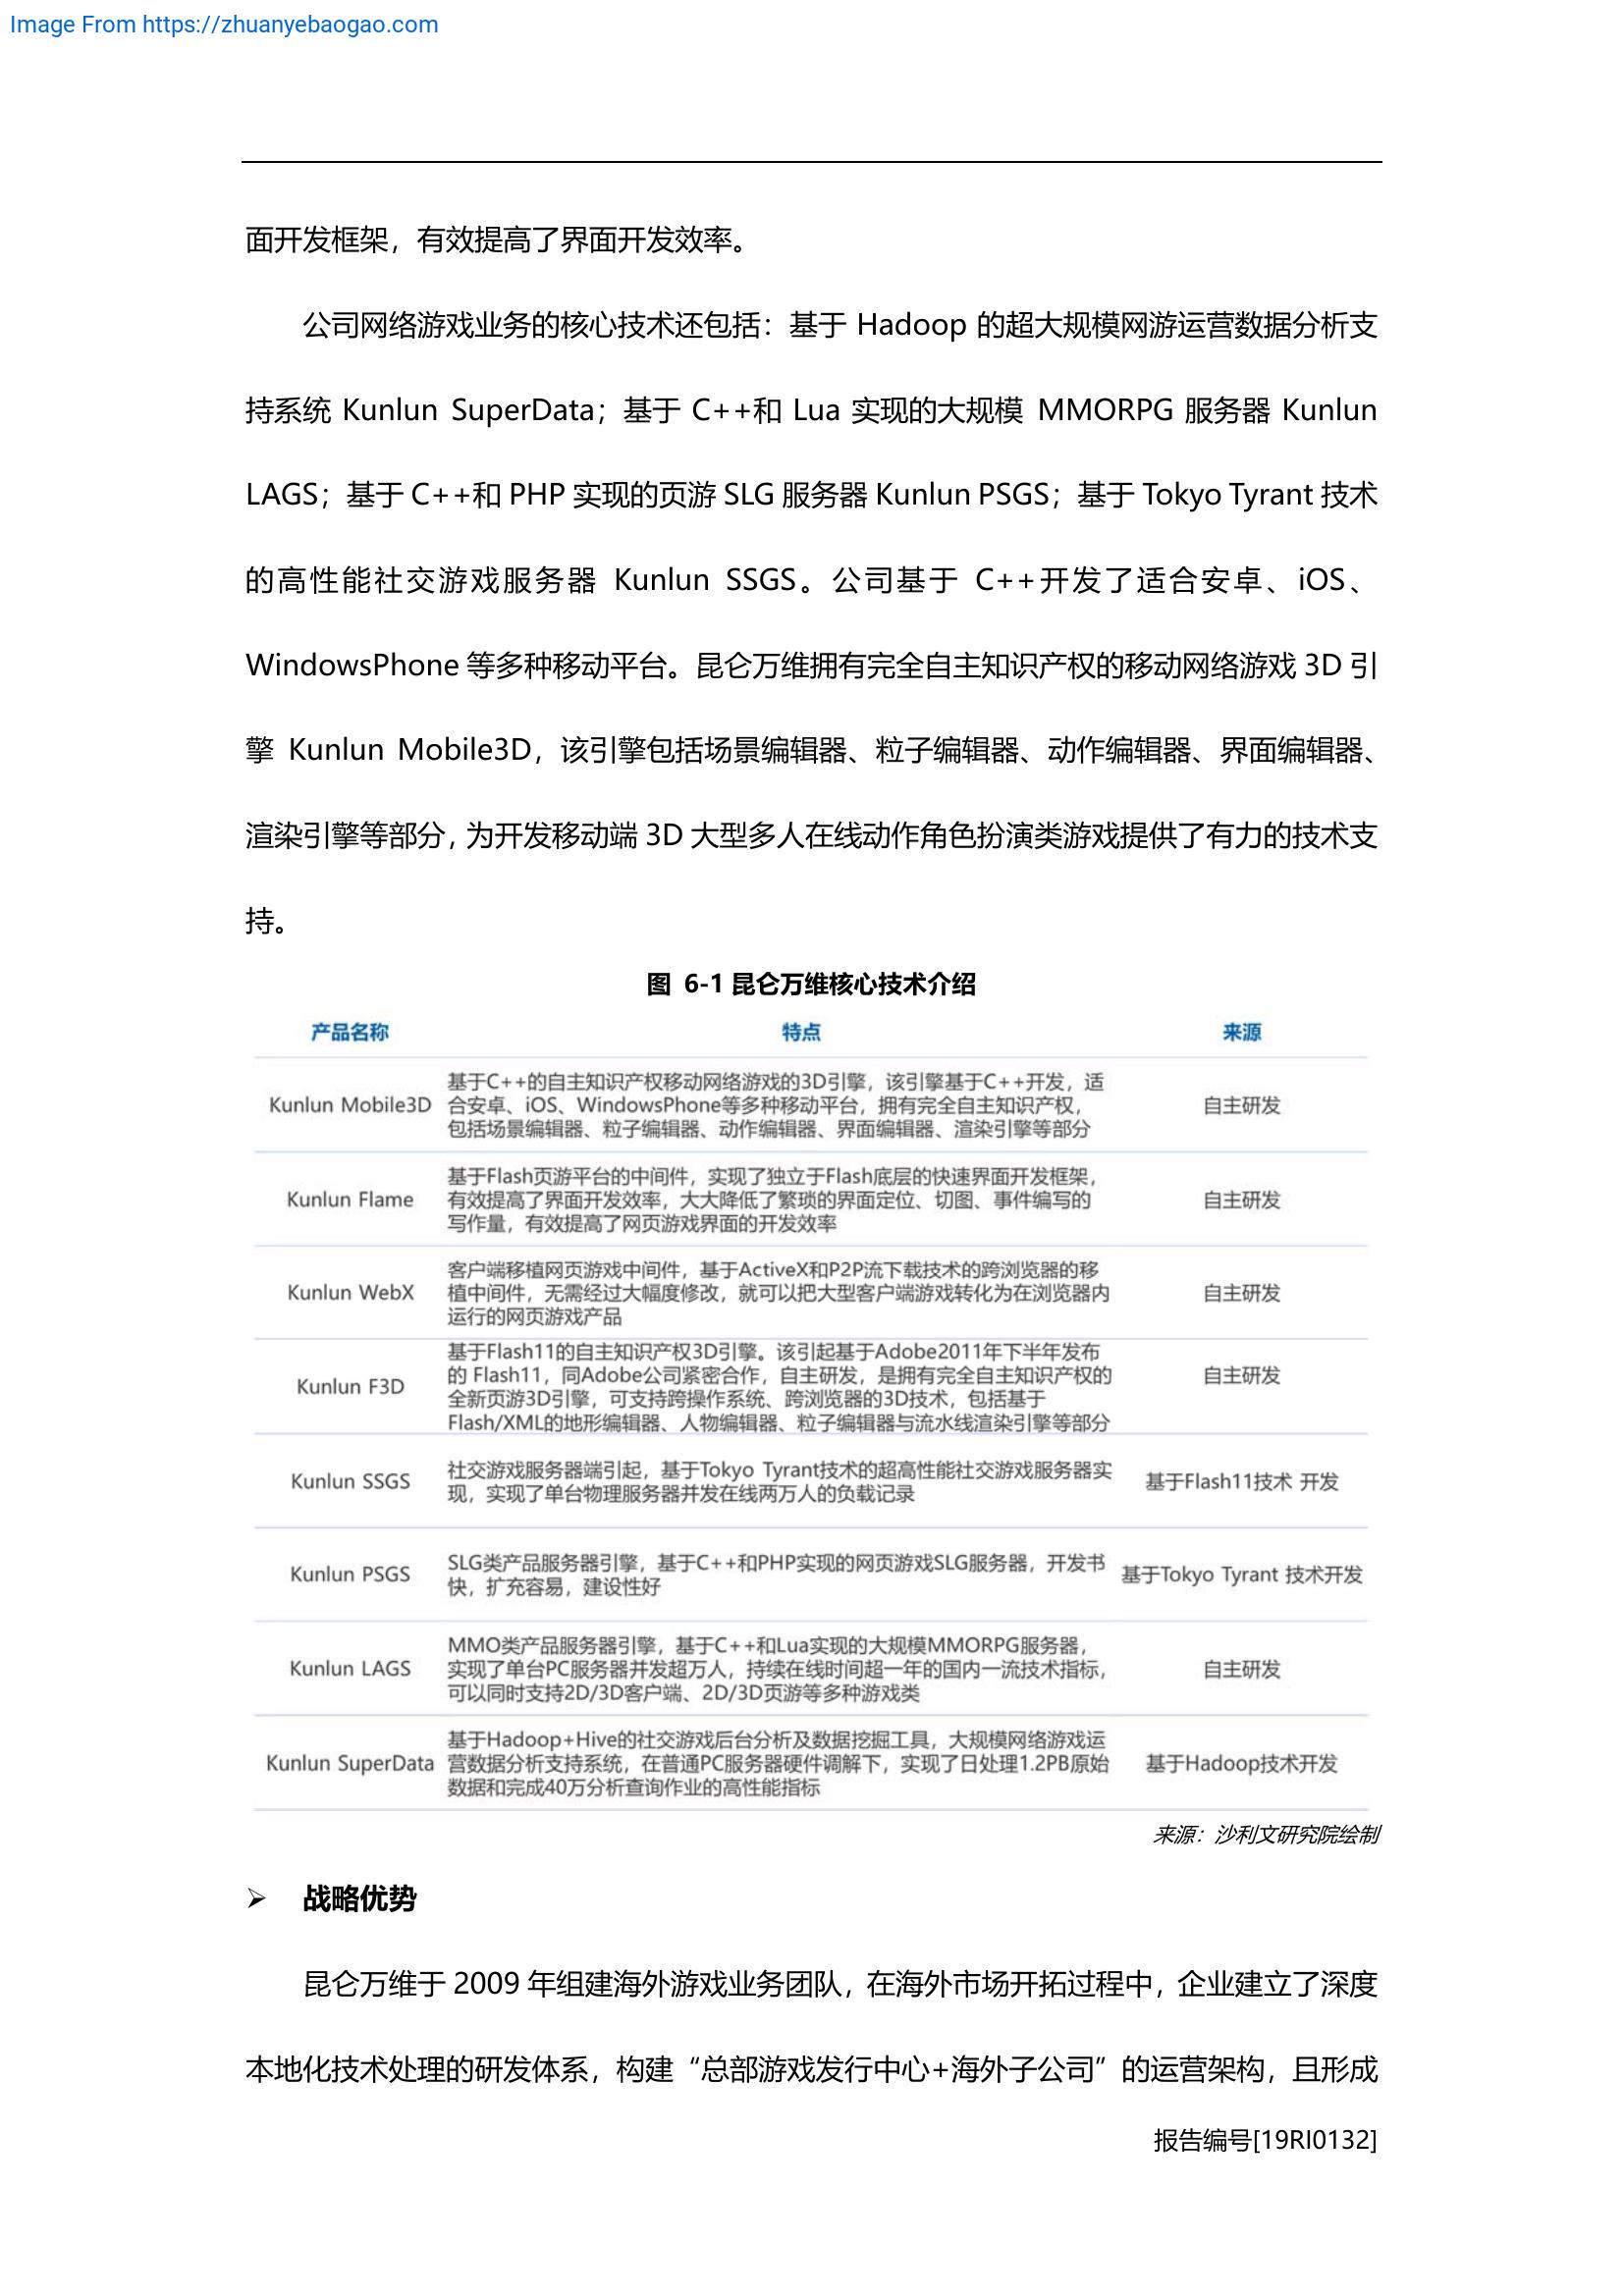 Image From https://zhuanyebaogao.com
面开发框架，有效提高了界面开发效率。
公司网络游戏业务的核心技术还包括：基于 Hadoop 的超大规模网游运营数据分析支
持系统 Kunlun SuperData；基于 C++和 Lua 实现的大规模 MMORPG 服务器 Kunlun
LAGS；基于 C++和 PHP 实现的页游 SLG 服务器 Kunlun PSGS；基于 Tokyo Tyrant 技术
的高性能社交游戏服务器 Kunlun SSGS。公司基于 C++开发了适合安卓、iOS、
WindowsPhone 等多种移动平台。昆仑万维拥有完全自主知识产权的移动网络游戏 3D 引
擎 Kunlun Mobile3D，该引擎包括场景编辑器、粒子编辑器、动作编辑器、界面编辑器、
渲染引擎等部分，为开发移动端 3D 大型多人在线动作角色扮演类游戏提供了有力的技术支
持。
图 6-1 昆仑万维核心技术介绍
产品名称 特点 来源
基于C++的自主知识产权移动网络游戏的3D引擎，该引擎基于C++开发，适
Kunlun Mobile3D 合安卓、iOS、WindowsPhone等多种移动平台，拥有完全自主知识产权， 自主研发
包括场景编辑器、粒子编辑器、动作编辑器、界面编辑器、渲染引擎等部分
基于Flash页游平台的中间件，实现了独立于Flash底层的快速界面开发框架，
Kunlun Flame 有效提高了界面开发效率，大大降低了繁琐的界面定位、切图、事件编写的 自主研发
写作量，有效提高了网页游戏界面的开发效率
客户端移植网页游戏中间件，基于ActiveX和P2P流下载技术的跨浏览器的移
Kunlun WebX 植中间件，无需经过大幅度修改，就可以把大型客户端游戏转化为在浏览器内 自主研发
运行的网页游戏产品
基于Flash11的自主知识产权3D引擎。该引起基于Adobe2011年下半年发布
的 Flash11，同Adobe公司紧密合作，自主研发，是拥有完全自主知识产权的 自主研发
Kunlun F3D 全新页游3D引擎，可支持跨操作系统、跨浏览器的3D技术，包括基于
Flash/XML的地形编辑器、人物编辑器、粒子编辑器与流水线渲染引擎等部分
社交游戏服务器端引起，基于Tokyo Tyrant技术的超高性能社交游戏服务器实
Kunlun SSGS 现，实现了单台物理服务器并发在线两万人的负载记录 基于Flash11技术 开发
SLG类产品服务器引擎，基于C++和PHP实现的网页游戏SLG服务器，开发书
Kunlun PSGS 快，扩充容易，建设性好 基于Tokyo Tyrant 技术开发
MMO类产品服务器引擎，基于C++和Lua实现的大规模MMORPG服务器，
Kunlun LAGS 实现了单台PC服务器并发超万人，持续在线时间超一年的国内一流技术指标， 自主研发
可以同时支持2D/3D客户端、2D/3D页游等多种游戏类
基于Hadoop+Hive的社交游戏后台分析及数据挖掘工具，大规模网络游戏运
Kunlun SuperData 营数据分析支持系统，在普通PC服务器硬件调解下，实现了日处理1.2PB原始 基于Hadoop技术开发
数据和完成40万分析查询作业的高性能指标
来源：沙利文研究院绘制
➢ 战略优势
昆仑万维于 2009 年组建海外游戏业务团队，在海外市场开拓过程中，企业建立了深度
本地化技术处理的研发体系，构建“总部游戏发行中心+海外子公司”的运营架构，且形成
报告编号[19RI0132]